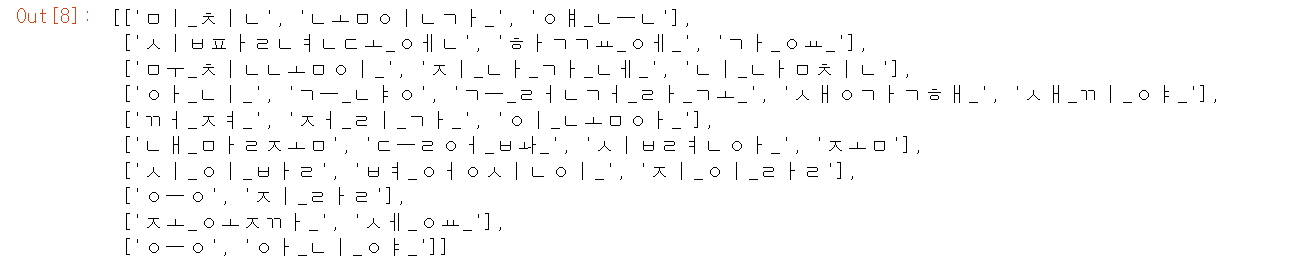 Out[8]: [['ㅁㅣ_ㅊㅣㄴ', 'ㄴㅗㅁㅇㅣㄴㄱㅏ_', 'ㅇㅒ_ㄴㅡㄴ'],
['ㅅㅣㅂㅍㅏㄹㄴㅕㄴㄷㅗ_ㅇㅔㄴ', 'ㅎㅏㄱㄱㅛ_ㅇㅔ_', 'ㄱㅏ_ㅇㅛ_'],
['ㅁㅜ_ㅊㅣㄴㄴㅗㅁㅇㅣ_', 'ㅈㅣ_ㄴㅏ_ㄱㅏ_ㄴㅔ_', 'ㄴㅣ_ㄴㅏㅁㅊㅣㄴ'],
['ㅇㅏ_ㄴㅣ_', 'ㄱㅡ_ㄴㅑㅇ', 'ㄱㅡ_ㄹㅓㄴㄱㅓ_ㄹㅏ_ㄱㅗ_', 'ㅅㅐㅇㄱㅏㄱㅎㅐ_', 'ㅅㅐ_ㄲㅣ_ㅇㅑ_'],
['ㄲㅓ_ㅈㅕ_', 'ㅈㅓ_ㄹㅣ_ㄱㅏ_', 'ㅇㅣ_ㄴㅗㅁㅇㅏ_'],
['ㄴㅐ_ㅁㅏㄹㅈㅗㅁ', 'ㄷㅡㄹㅇㅓ_ㅂㅘ_', 'ㅅㅣㅂㄹㅕㄴㅇㅏ_', 'ㅈㅗㅁ'],
['ㅅㅣ_ㅇㅣ_ㅂㅏㄹ', 'ㅂㅕ_ㅇㅓㅇㅅㅣㄴㅇㅣ_', 'ㅈㅣ_ㅇㅣ_ㄹㅏㄹ'],
['ㅇㅡㅇ', 'ㅈㅣ_ㄹㅏㄹ'],
['ㅈㅗ_ㅇㅗㅈㄲㅏ_', 'ㅅㅔ_ㅇㅛ_'],
['ㅇㅡㅇ', 'ㅇㅏ_ㄴㅣ_ㅇㅑ_']]